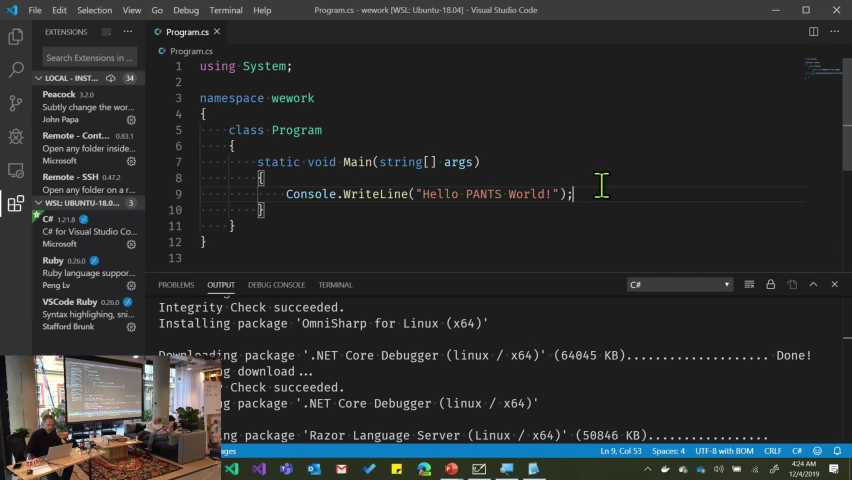 File Edit Selection View Go Debug Terminal Help Program.cs - wework [WSL: Ubuntu-18.04] - Visual Studio Code
EXTENSIONS
Search Extensions in
LOCAL - INST 34
Peacock 3.2.0
Subtly change the wor...
John Papa
Remote - Cont... 0.83.1
Open any folder inside...
Microsoft
Remote - SSH 0.47.2
Open any folder on a r...
Microsoft
WSL: UBUNTU-18.0... 3
C# 1.21.8
C# for Visual Studio Co...
Microsoft
Ruby 0.26.0
Ruby language suppor...
Peng Lv
VSCode Ruby 0.26.0
Syntax highlighting, sni...
Stafford Brunk
Program.cs
Program.cs
1 using System;
2
3 namespace wework
4 {
5 class Program
6 {
7 static void Main(string[] args)
8 {
9 Console.WriteLine("Hello PANTS World!");
10 }
11 }
12 }
13
PROBLEMS OUTPUT DEBUG CONSOLE TERMINAL C#
Integrity Check succeeded.
Installing package 'OmniSharp for Linux (x64)'
Downloading package '.NET Core Debugger (linux / x64)' (64045 KB).................... Done!
ing download...
Check succeeded.
ng package '.NET Core Debugger (linux / x64)'
ing package 'Razor Language Server (Linux / x64)' (50846 KB)....................
ages Ln 9, Col 53 Spaces: 4 UTF-8 with BOM CRLF C#
4:24 AM
12/4/2019